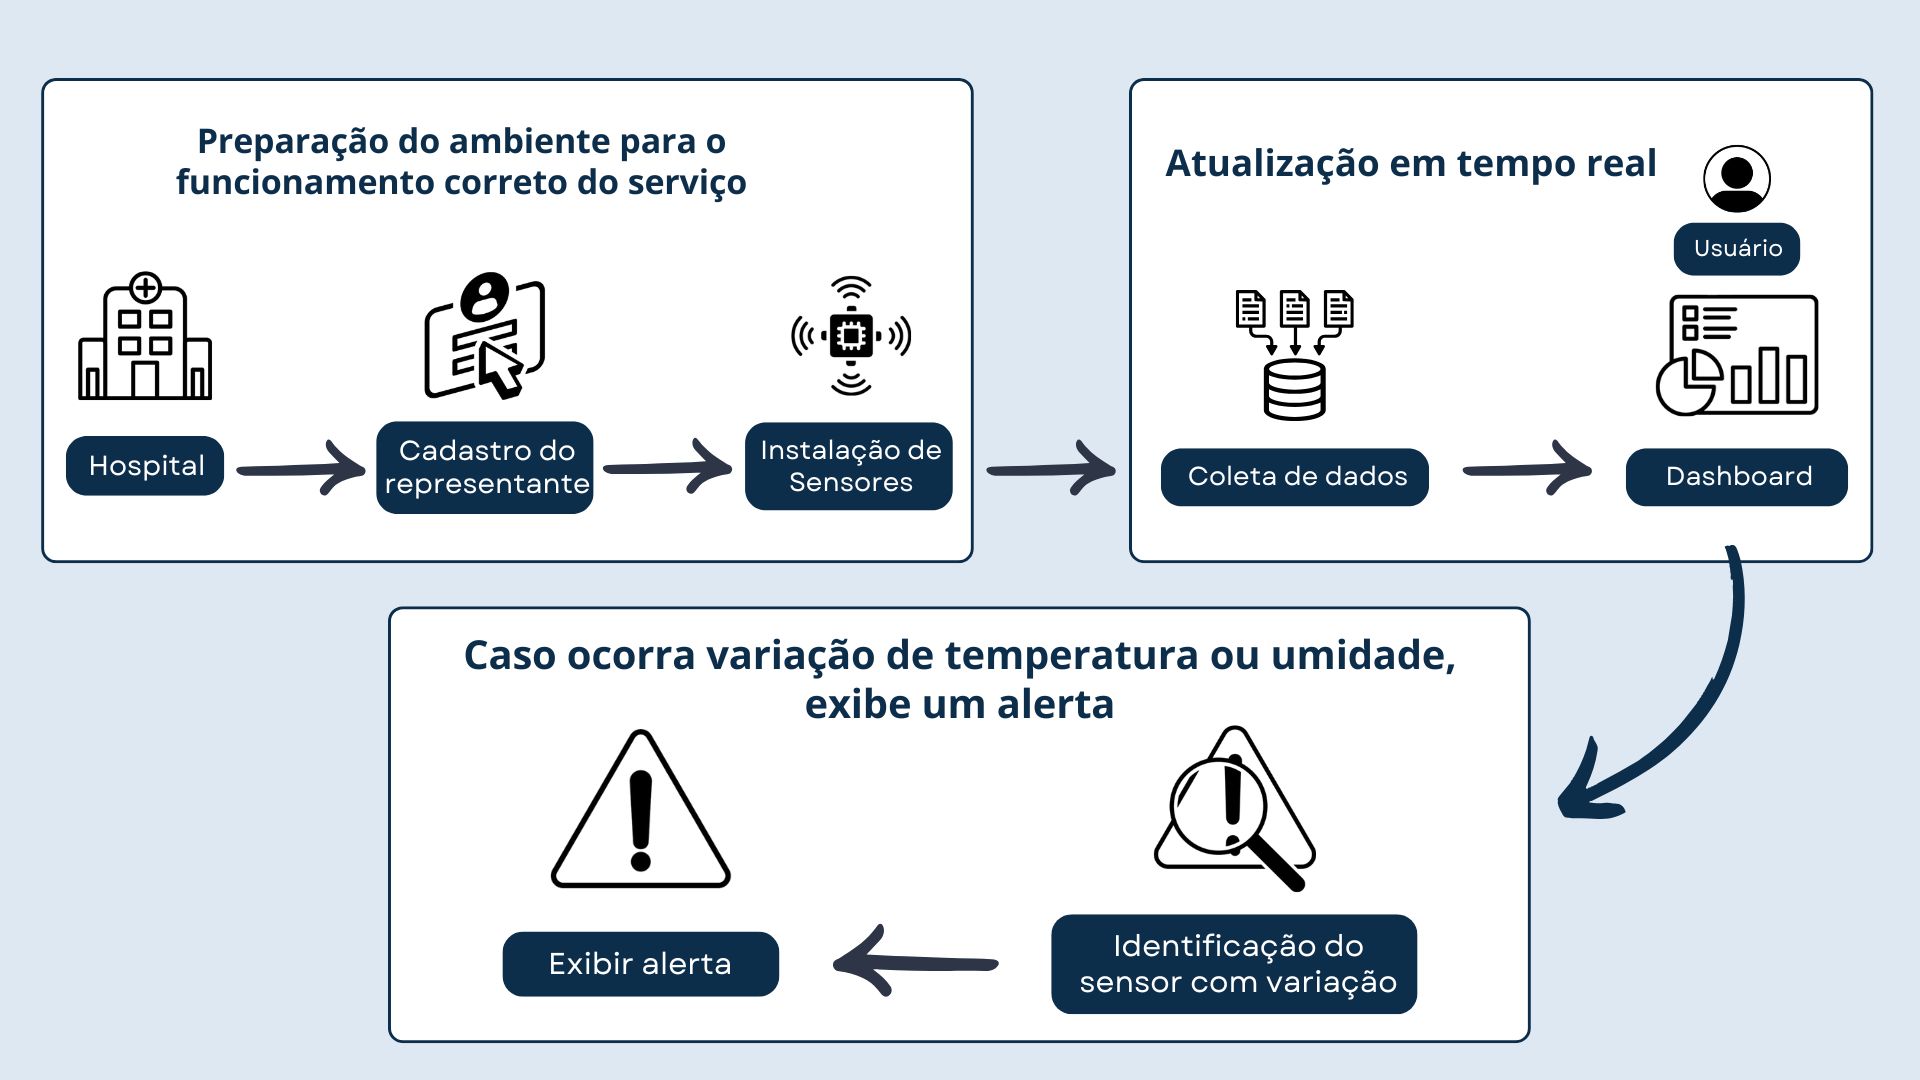 Preparação do ambiente para o
funcionamento correto do serviço
Hospital
Cadastro do
representante
Instalação de
Sensores
Atualização em tempo real
Usuário
Coleta de dados
Dashboard
Caso ocorra variação de temperatura ou umidade,
exibe um alerta
Exibir alerta
Identificação do
sensor com variação